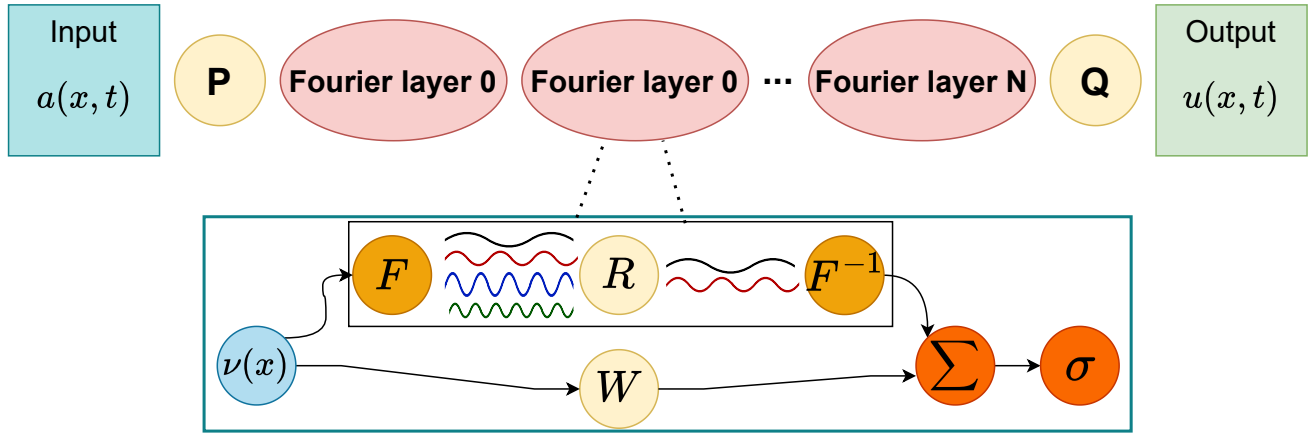 Input
a(x, t)
P
Fourier layer 0
Fourier layer 0
...
Fourier layer N
Q
Output
u(x, t)
F
R
F⁻¹
ν(x)
W
∑
σ